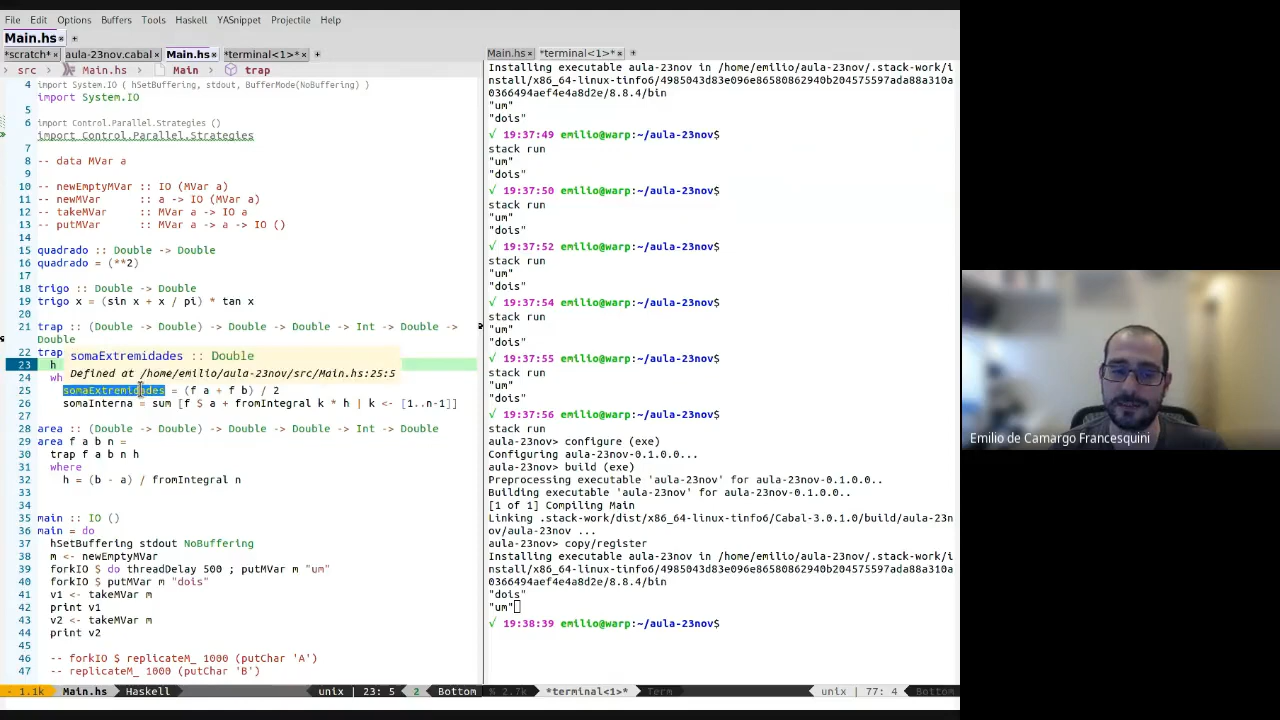 File Edit Options Buffers Tools Haskell YASnippet Projectile Help
Main.hs× +
*scratch*× aula-23nov.cabal× Main.hs× *terminal<1>*× +
> src > Main.hs > Main > trap
4 import System.IO ( hSetBuffering, stdout, BufferMode(NoBuffering) )
import System.IO
5
6 import Control.Parallel.Strategies ()
import Control.Parallel.Strategies
7
8 -- data MVar a
9
10 -- newEmptyMVar :: IO (MVar a)
11 -- newMVar      :: a -> IO (MVar a)
12 -- takeMVar     :: MVar a -> IO a
13 -- putMVar      :: MVar a -> a -> IO ()
14
15 quadrado :: Double -> Double
16 quadrado = (**2)
17
18 trigo :: Double -> Double
19 trigo x = (sin x + x / pi) * tan x
20
21 trap :: (Double -> Double) -> Double -> Double -> Int -> Double ->
Double
22 trap
somaExtremidades :: Double
23 h
Defined at /home/emilio/aula-23nov/src/Main.hs:25:5
24 wh
25 somaExtremidades = (f a + f b) / 2
26 somaInterna = sum [f $ a + fromIntegral k * h | k <- [1..n-1]]
27
28 area :: (Double -> Double) -> Double -> Double -> Int -> Double
29 area f a b n =
30 trap f a b n h
31 where
32 h = (b - a) / fromIntegral n
33
34
35 main :: IO ()
36 main = do
37 hSetBuffering stdout NoBuffering
38 m <- newEmptyMVar
39 forkIO $ do threadDelay 500 ; putMVar m "um"
40 forkIO $ putMVar m "dois"
41 v1 <- takeMVar m
42 print v1
43 v2 <- takeMVar m
44 print v2
45
46 -- forkIO $ replicateM_ 1000 (putChar 'A')
47 -- replicateM_ 1000 (putChar 'B')
- 1.1k Main.hs Haskell unix | 23: 5 2 Bottom
Main.hs× *terminal<1>*× +
Installing executable aula-23nov in /home/emilio/aula-23nov/.stack-work/i
nstall/x86_64-linux-tinfo6/4985043d83e096e86580862940b204575597ada88a310a
0366494aef4e4a8d2e/8.8.4/bin
"um"
"dois"
√ 19:37:49 emilio@warp:~/aula-23nov$
stack run
"um"
"dois"
√ 19:37:50 emilio@warp:~/aula-23nov$
stack run
"um"
"dois"
√ 19:37:52 emilio@warp:~/aula-23nov$
stack run
"um"
"dois"
√ 19:37:54 emilio@warp:~/aula-23nov$
stack run
"um"
"dois"
√ 19:37:55 emilio@warp:~/aula-23nov$
stack run
"um"
"dois"
√ 19:37:56 emilio@warp:~/aula-23nov$
stack run
aula-23nov> configure (exe)
Configuring aula-23nov-0.1.0.0...
aula-23nov> build (exe)
Preprocessing executable 'aula-23nov' for aula-23nov-0.1.0.0..
Building executable 'aula-23nov' for aula-23nov-0.1.0.0..
[1 of 1] Compiling Main
Linking .stack-work/dist/x86_64-linux-tinfo6/Cabal-3.0.1.0/build/aula-23n
ov/aula-23nov ...
aula-23nov> copy/register
Installing executable aula-23nov in /home/emilio/aula-23nov/.stack-work/i
nstall/x86_64-linux-tinfo6/4985043d83e096e86580862940b204575597ada88a310a
0366494aef4e4a8d2e/8.8.4/bin
"dois"
"um"
√ 19:38:39 emilio@warp:~/aula-23nov$
% 2.7k *terminal<1>* Term unix | 77: 4 Bottom
Emilio de Camargo Francesquini